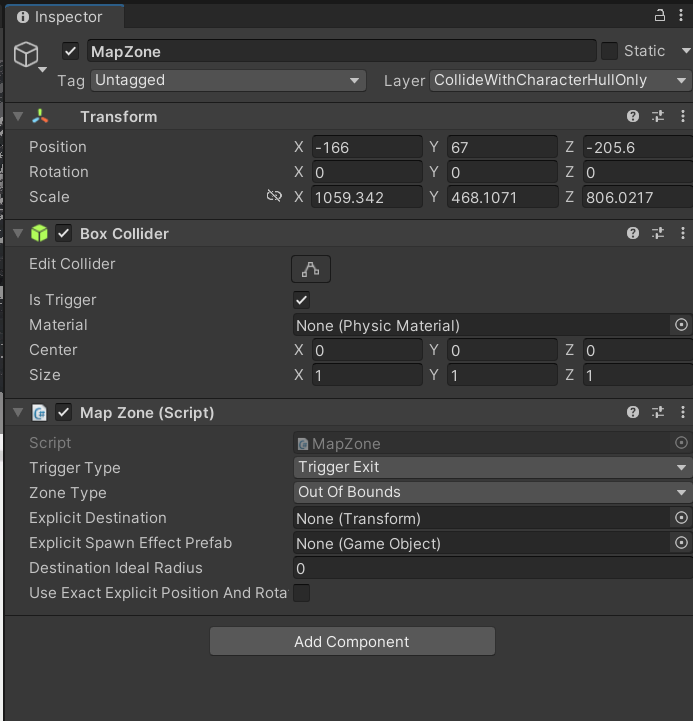 Inspector
MapZone Static
Tag Untagged Layer CollideWithCharacterHullOnly
Transform
Position X -166 Y 67 Z -205.6
Rotation X 0 Y 0 Z 0
Scale X 1059.342 Y 468.1071 Z 806.0217
Box Collider
Edit Collider
Is Trigger
Material None (Physic Material)
Center X 0 Y 0 Z 0
Size X 1 Y 1 Z 1
Map Zone (Script)
Script MapZone
Trigger Type Trigger Exit
Zone Type Out Of Bounds
Explicit Destination None (Transform)
Explicit Spawn Effect Prefab None (Game Object)
Destination Ideal Radius 0
Use Exact Explicit Position And Rota
Add Component